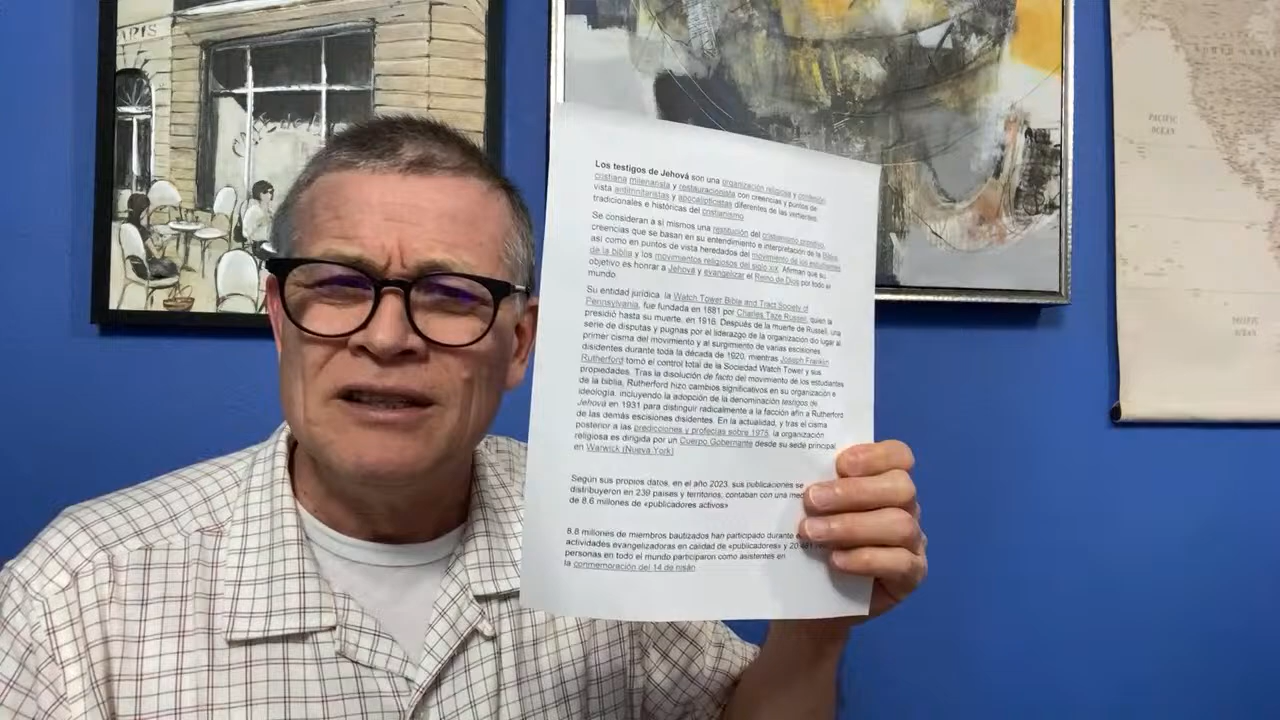 APIS
PACIFIC
OCEAN
PACIFIC
OCEAN
Los testigos de Jehová son una organización religiosa y confesión
cristiana milenarista y restauracionista con creencias y puntos de
vista antitrinitaristas y apocalipticistas diferentes de las vertientes
tradicionales e históricas del cristianismo
Se consideran a sí mismos una restitución del cristianismo primitivo,
creencias que se basan en su entendimiento e interpretación de la Biblia
así como en puntos de vista heredados del movimiento de los estudiantes
de la biblia y los movimientos religiosos del siglo xix. Afirman que su
objetivo es honrar a Jehová y evangelizar el Reino de Dios por todo el
mundo.
Su entidad jurídica, la Watch Tower Bible and Tract Society of
Pennsylvania, fue fundada en 1881 por Charles Taze Russell, quien la
presidió hasta su muerte, en 1916. Después de la muerte de Russell, una
serie de disputas y pugnas por el liderazgo de la organización dio lugar al
primer cisma del movimiento y al surgimiento de varias escisiones
disidentes durante toda la década de 1920, mientras Joseph Franklin
Rutherford tomó el control total de la Sociedad Watch Tower y sus
propiedades. Tras la disolución de facto del movimiento de los estudiantes
de la biblia, Rutherford hizo cambios significativos en su organización e
ideología, incluyendo la adopción de la denominación testigos de
Jehová en 1931 para distinguir radicalmente a la facción afín a Rutherford
de las demás escisiones disidentes. En la actualidad, y tras el cisma
posterior a las predicciones y profecías sobre 1975, la organización
religiosa es dirigida por un Cuerpo Gobernante desde su sede principal
en Warwick (Nueva York)
Según sus propios datos, en el año 2023, sus publicaciones se
distribuyeron en 239 países y territorios, contaban con una
de 8.6 millones de «publicadores activos»
8.8 millones de miembros bautizados han participado durante
actividades evangelizadoras en calidad de «publicadores» y
personas en todo el mundo participaron como asistentes en
la conmemoración del 14 de nisán